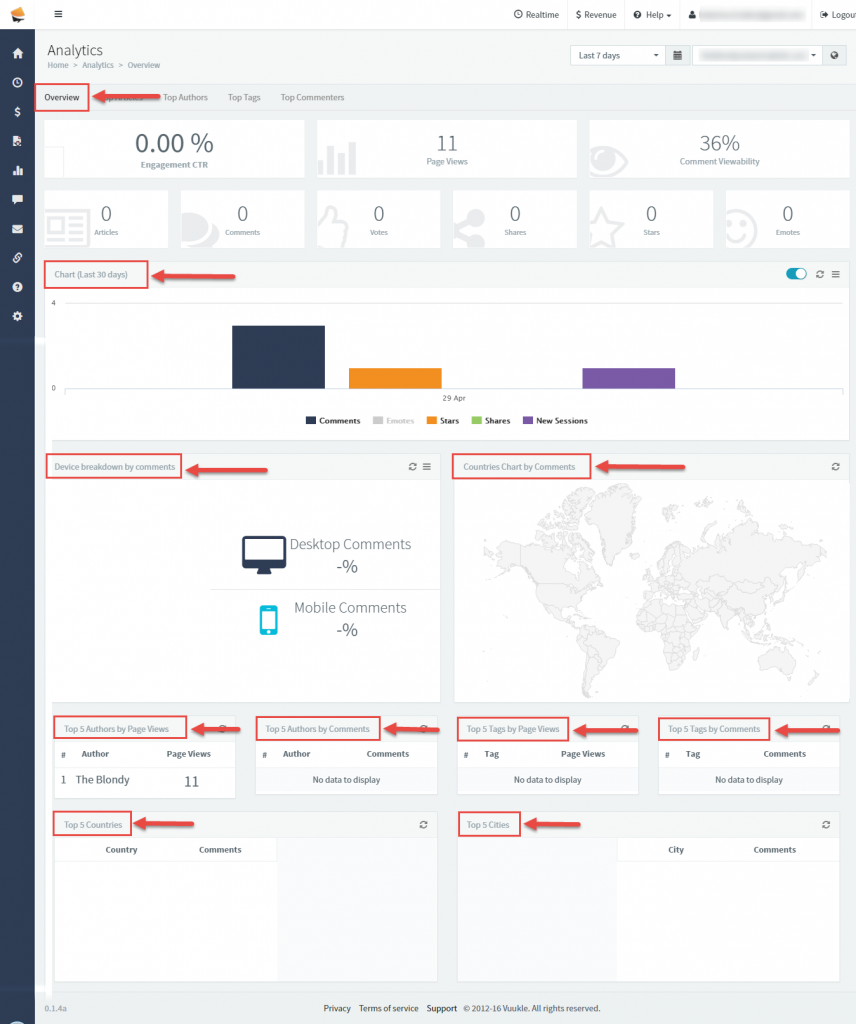 Realtime
$ Revenue
Help
Logou
Analytics
Home > Analytics > Overview
Last 7 days
Overview
Top Authors
Top Tags
Top Commenters
0.00 %
Engagement CTR
11
Page Views
36%
Comment Viewability
0
Articles
0
Comments
0
Votes
0
Shares
0
Stars
0
Emotes
Chart (Last 30 days)
4
0
29 Apr
Comments Emotes Stars Shares New Sessions
Device breakdown by comments
Desktop Comments
-%
Mobile Comments
-%
Countries Chart by Comments
Top 5 Authors by Page Views
# Author Page Views
1 The Blondy 11
Top 5 Authors by Comments
# Author Comments
No data to display
Top 5 Tags by Page Views
# Tag Page Views
No data to display
Top 5 Tags by Comments
# Tag Comments
No data to display
Top 5 Countries
Country Comments
Top 5 Cities
City Comments
0.1.4a
Privacy Terms of service Support © 2012-16 Vuukle. All rights reserved.